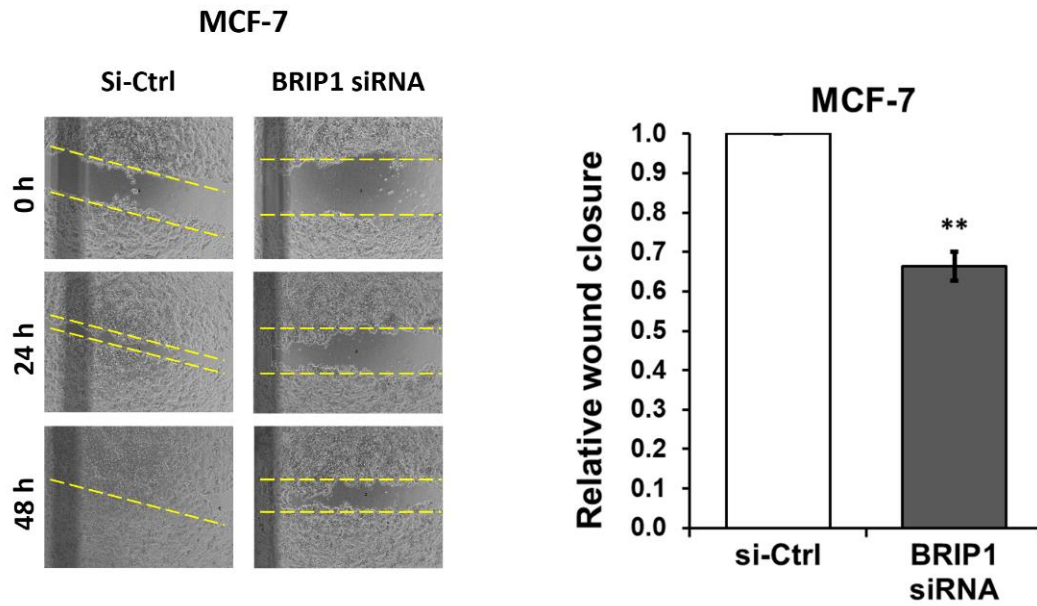 MCF-7
Si-Ctrl BRIP1 siRNA
0 h
24 h
48 h
MCF-7
Relative wound closure
1.0
0.9
0.8
0.7
0.6
0.5
0.4
0.3
0.2
0.1
0.0
**
si-Ctrl BRIP1
siRNA